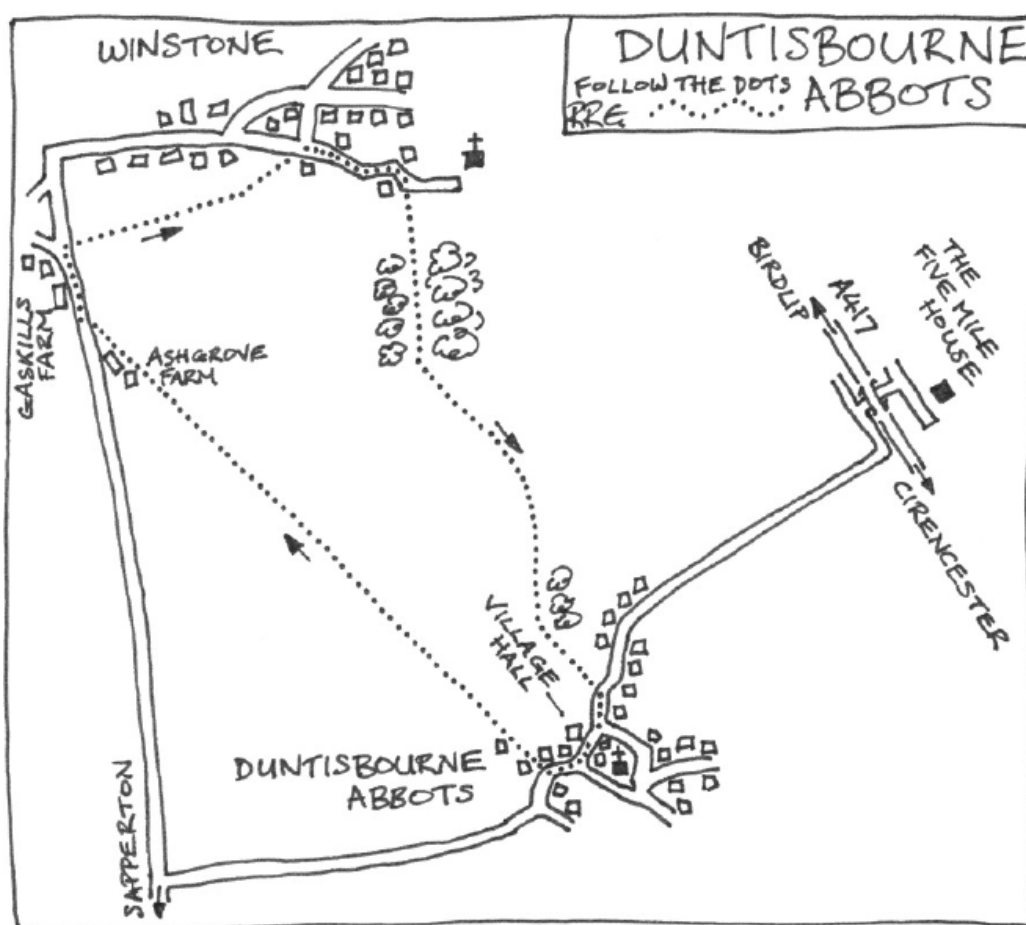 WINSTONE
DUNTISBOURNE
ABBOTS
FOLLOW THE DOTS
RRG
BIRDLIP
A417
THE
FIVE MILE
HOUSE
CIRENCESTER
GASKILLS
FARM
ASHGROVE
FARM
VILLAGE
HALL
DUNTISBOURNE
ABBOTS
SAPPERTON